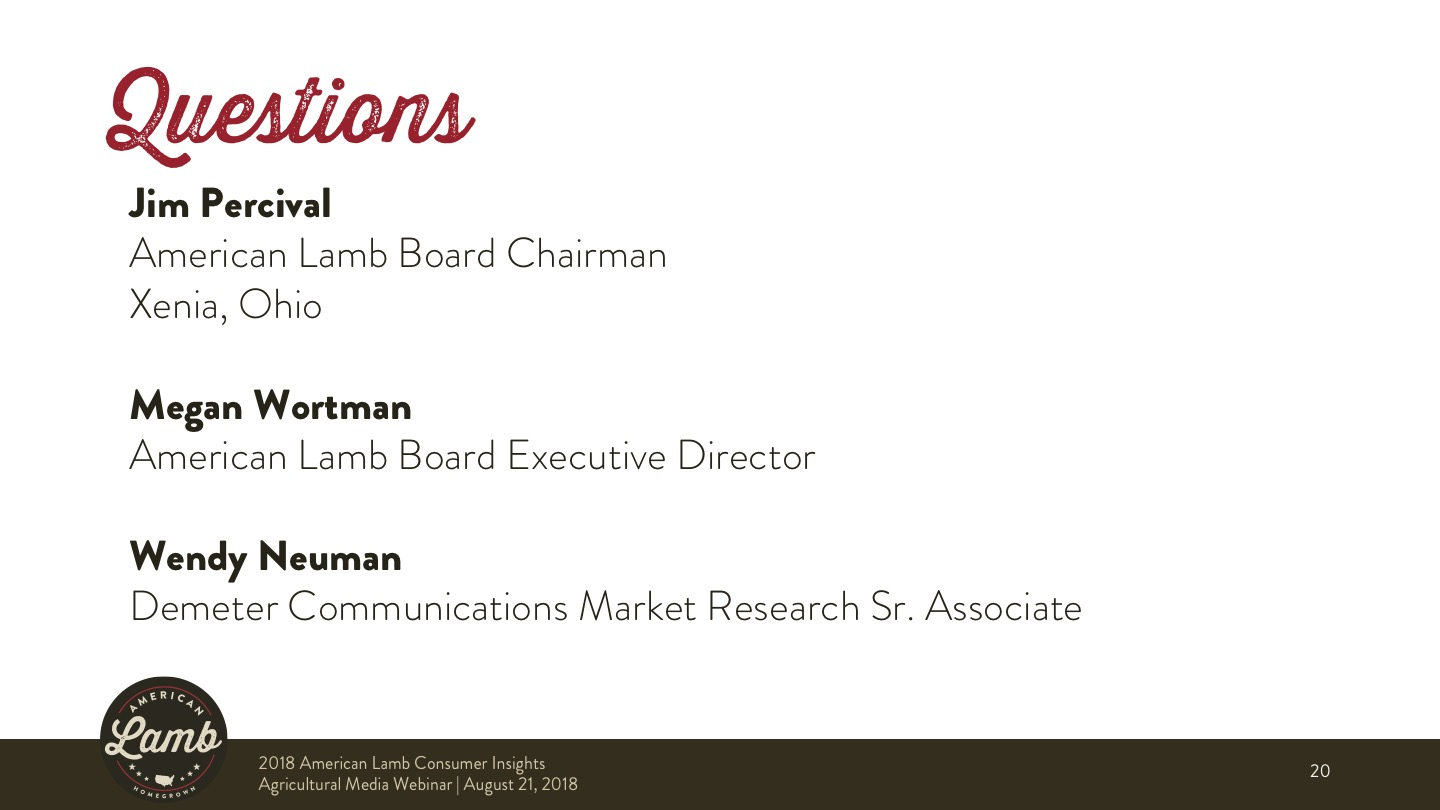 Questions
Jim Percival
American Lamb Board Chairman
Xenia, Ohio
Megan Wortman
American Lamb Board Executive Director
Wendy Neuman
Demeter Communications Market Research Sr. Associate
AMERICAN
Lamb
HOMEGROWN
2018 American Lamb Consumer Insights
Agricultural Media Webinar | August 21, 2018
20